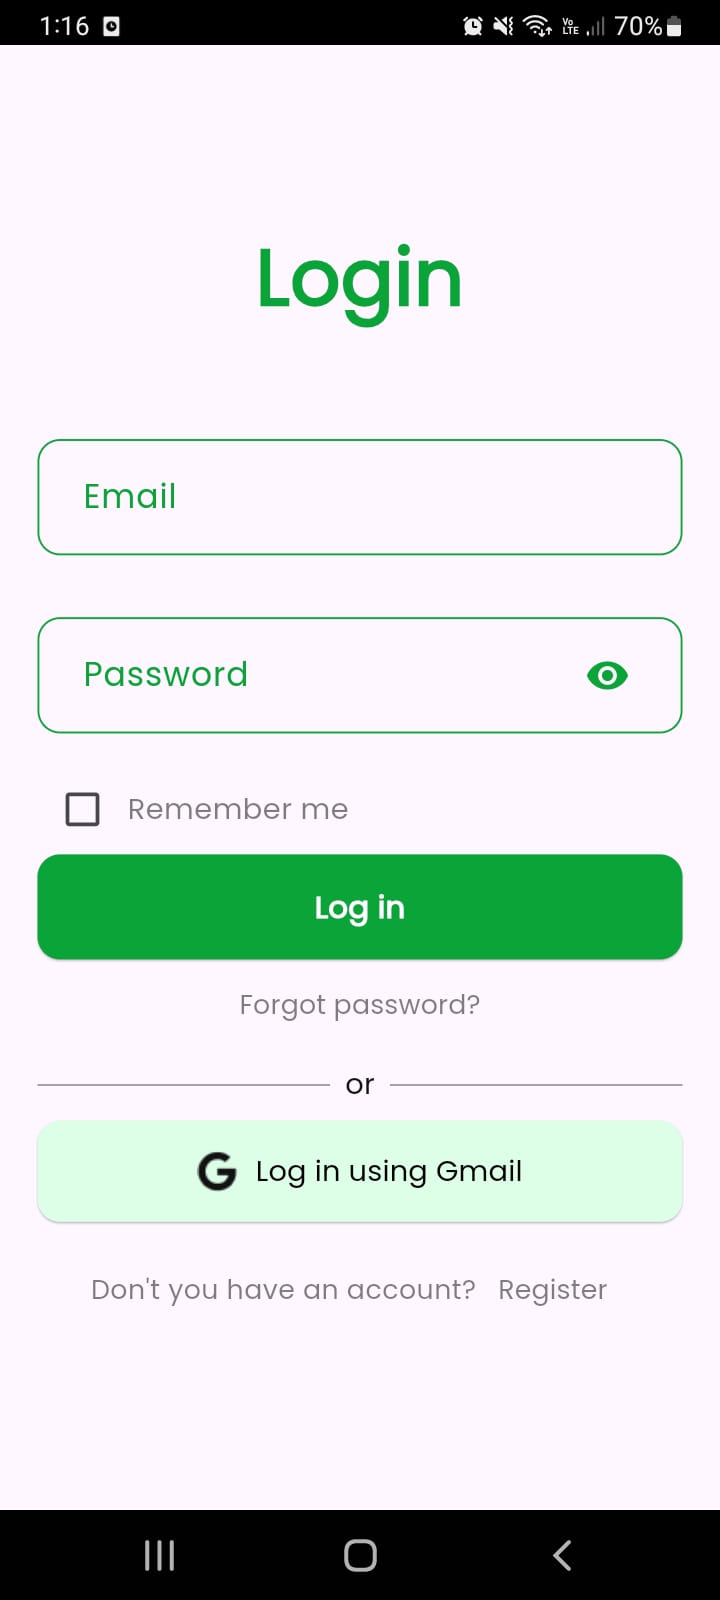 1:16 Vo LTE 70%
Login
Email
Password
Remember me
Log in
Forgot password?
or
G Log in using Gmail
Don't you have an account? Register